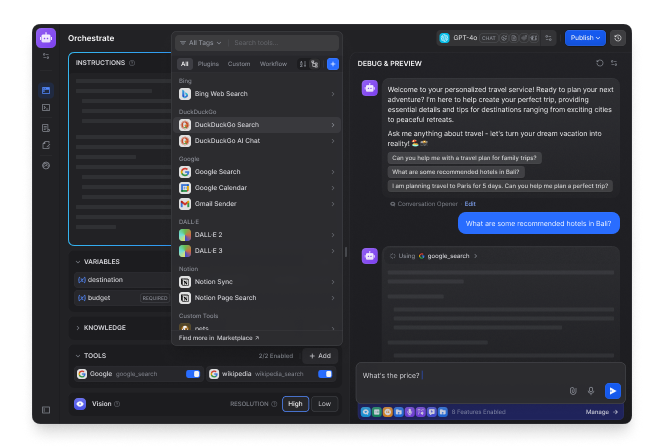 Orchestrate
GPT-4o CHAT
Publish
INSTRUCTIONS
All Tags
Search tools...
All Plugins Custom Workflow
Bing
Bing Web Search
DuckDuckGo
DuckDuckGo Search
DuckDuckGo AI Chat
Google
Google Search
Google Calendar
Gmail Sender
DALL-E
DALL-E 2
DALL-E 3
Notion
Notion Sync
Notion Page Search
Custom Tools
pets
Find more in Marketplace ↗
VARIABLES
{x} destination
{x} budget REQUIRED
KNOWLEDGE
TOOLS
2/2 Enabled
+ Add
Google google_search
wikipedia wikipedia_search
Vision
RESOLUTION
High
Low
DEBUG & PREVIEW
Welcome to your personalized travel service! Ready to plan your next
adventure? I'm here to help create your perfect trip, providing
essential details and tips for destinations ranging from exciting cities
to peaceful retreats.
Ask me anything about travel - let's turn your dream vacation into
reality! 🏖️
Can you help me with a travel plan for family trips?
What are some recommended hotels in Bali?
I am planning travel to Paris for 5 days. Can you help me plan a perfect trip?
Conversation Opener · Edit
What are some recommended hotels in Bali?
Using google_search
What's the price?
8 Features Enabled
Manage →